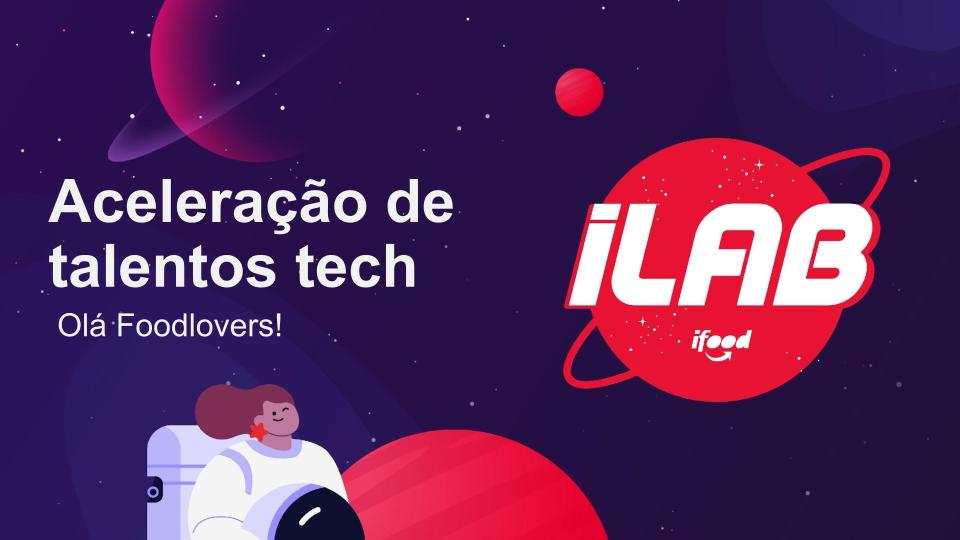 Aceleração de
talentos tech
Olá Foodlovers!
iLAB
ifood